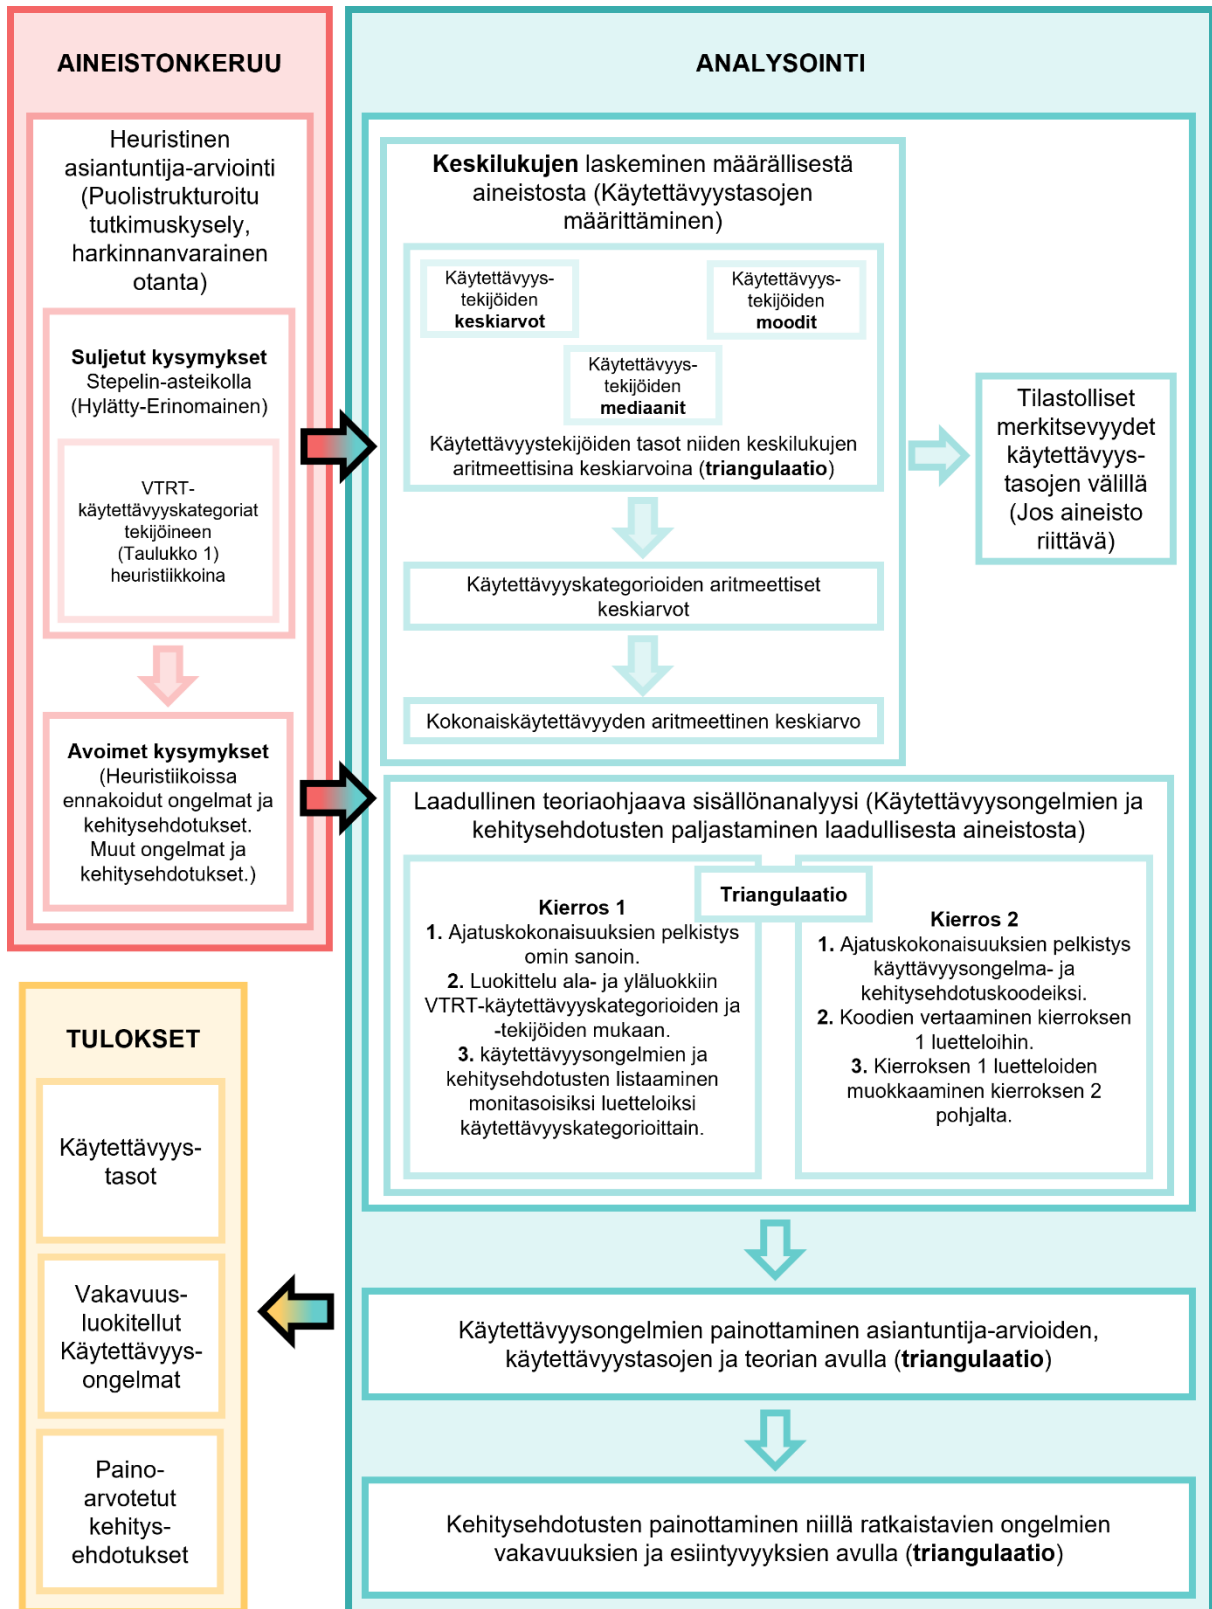 AINEISTONKERUU
Heuristinen
asiantuntija-arviointi
(Puolistrukturoitu
tutkimuskysely,
harkinnanvarainen
otanta)
Suljetut kysymykset
Stepelin-asteikolla
(Hylätty-Erinomainen)
VTRT-
käytettävyyskategoriat
tekijöineen
(Taulukko 1)
heuristiikkoina
Avoimet kysymykset
(Heuristiikoissa
ennakoidut ongelmat ja
kehitysehdotukset.
Muut ongelmat ja
kehitysehdotukset.)
ANALYSOINTI
Keskilukujen laskeminen määrällisestä
aineistosta (Käytettävyystasojen
määrittäminen)
Käytettävyys-
tekijöiden
keskiarvot
Käytettävyys-
tekijöiden
moodit
Käytettävyys-
tekijöiden
mediaanit
Käytettävyystekijöiden tasot niiden keskilukujen
aritmeettisina keskiarvoina (triangulaatio)
Käytettävyyskategorioiden aritmeettiset
keskiarvot
Kokonaiskäytettävyyden aritmeettinen keskiarvo
Tilastolliset
merkitsevyydet
käytettävyys-
tasojen välillä
(Jos aineisto
riittävä)
Laadullinen teoriaohjaava sisällönanalyysi (Käytettävyysongelmien ja
kehitysehdotusten paljastaminen laadullisesta aineistosta)
Triangulaatio
Kierros 1
1. Ajatuskokonaisuuksien pelkistys
omin sanoin.
2. Luokittelu ala- ja yläluokkiin
VTRT-käytettävyyskategorioiden ja
-tekijöiden mukaan.
3. käytettävyysongelmien ja
kehitysehdotusten listaaminen
monitasoisiksi luetteloiksi
käytettävyyskategorioittain.
Kierros 2
1. Ajatuskokonaisuuksien pelkistys
käyttävyysongelma- ja
kehitysehdotuskoodeiksi.
2. Koodien vertaaminen kierroksen
1 luetteloihin.
3. Kierroksen 1 luetteloiden
muokkaaminen kierroksen 2
pohjalta.
Käytettävyysongelmien painottaminen asiantuntija-arvioiden,
käytettävyystasojen ja teorian avulla (triangulaatio)
Kehitysehdotusten painottaminen niillä ratkaistavien ongelmien
vakavuuksien ja esiintyvyyksien avulla (triangulaatio)
TULOKSET
Käytettävyys-
tasot
Vakavuus-
luokitellut
Käytettävyys-
ongelmat
Paino-
arvotetut
kehitys-
ehdotukset